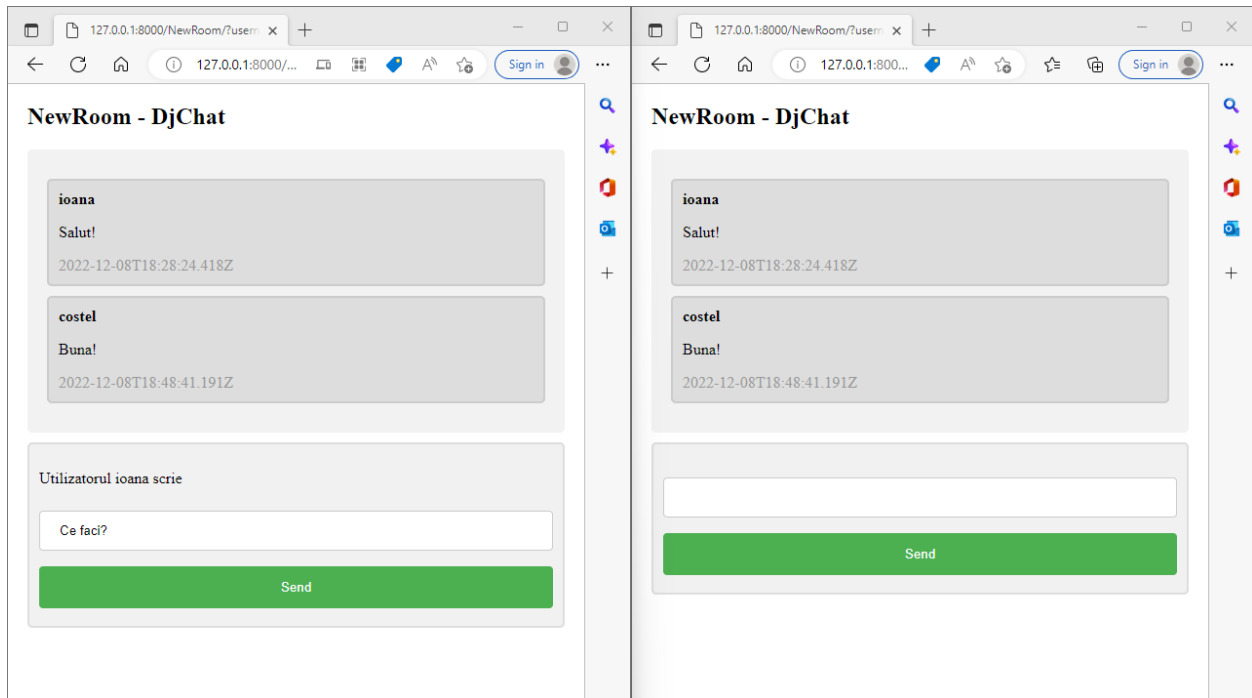 127.0.0.1:8000/NewRoom/?usern
127.0.0.1:8000/...
Sign in
NewRoom - DjChat
ioana
Salut!
2022-12-08T18:28:24.418Z
costel
Buna!
2022-12-08T18:48:41.191Z
Utilizatorul ioana scrie
Ce faci?
Send
127.0.0.1:8000/NewRoom/?usern
127.0.0.1:800...
Sign in
NewRoom - DjChat
ioana
Salut!
2022-12-08T18:28:24.418Z
costel
Buna!
2022-12-08T18:48:41.191Z
Send